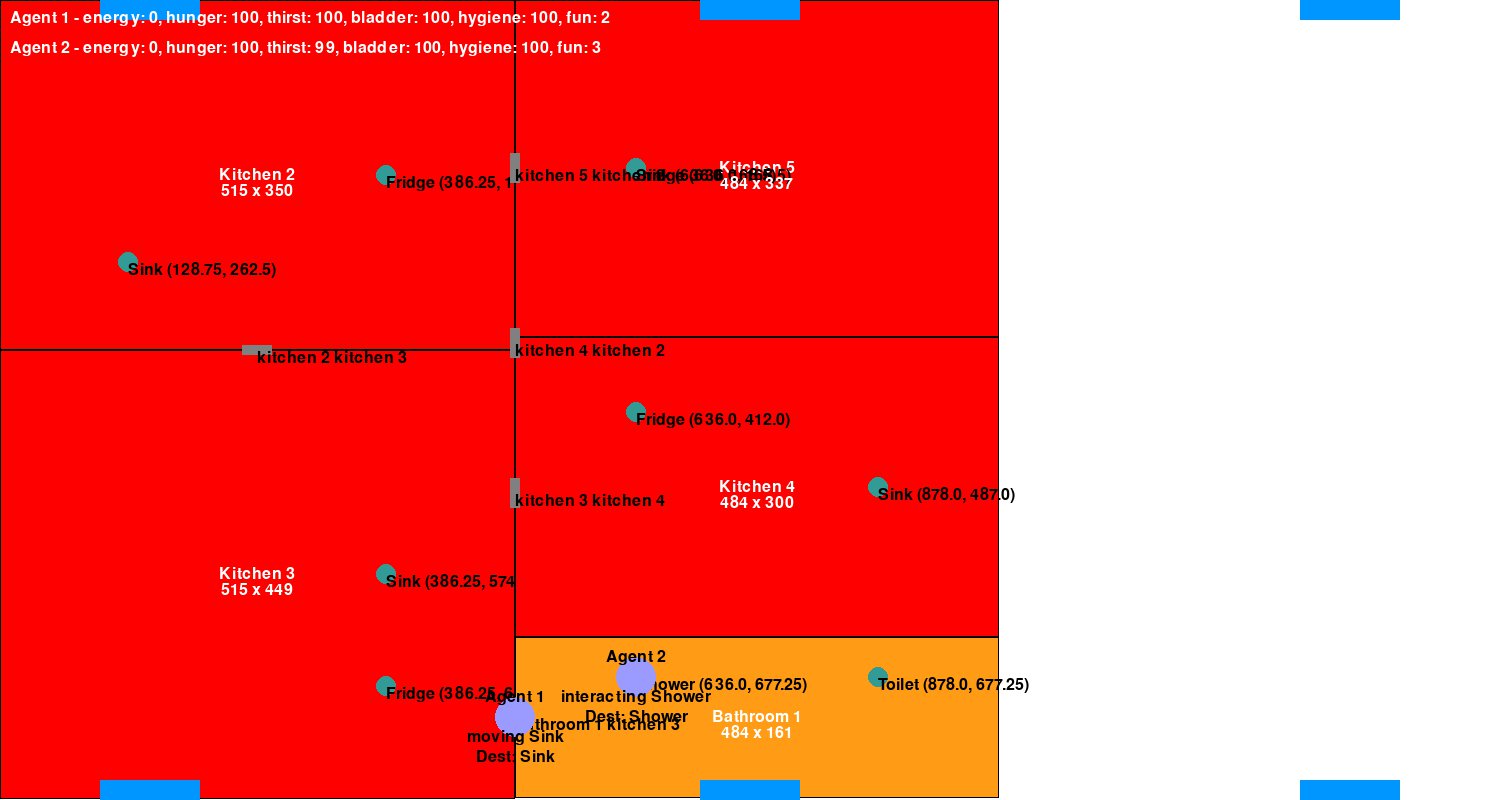 Agent 1 - energy: 0, hunger: 100, thirst: 100, bladder: 100, hygiene: 100, fun: 2
Agent 2 - energy: 0, hunger: 100, thirst: 99, bladder: 100, hygiene: 100, fun: 3
Kitchen 2
515 x 350
Fridge (386.25, 1
kitchen 5
Kitchen 5
484 x 337
Sink (128.75, 262.5)
kitchen 2 kitchen 3
kitchen 4 kitchen 2
Fridge (636.0, 412.0)
Kitchen 4
484 x 300
Sink (878.0, 487.0)
kitchen 3 kitchen 4
Kitchen 3
515 x 449
Sink (386.25, 574
Agent 2
Shower (636.0, 677.25)
Toilet (878.0, 677.25)
Fridge (386.25, 6
Agent 1
interacting Shower
Dest: Shower
Bathroom 1
484 x 161
bathroom 1 kitchen 3
moving Sink
Dest: Sink